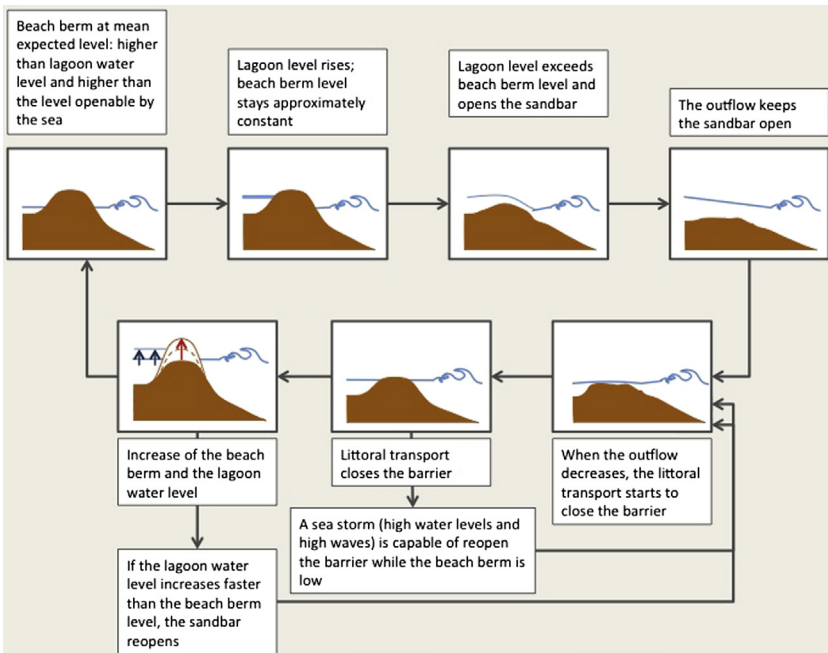 Beach berm at mean
expected level: higher
than lagoon water
level and higher than
the level openable by
the sea
Lagoon level rises;
beach berm level
stays approximately
constant
Lagoon level exceeds
beach berm level and
opens the sandbar
The outflow keeps
the sandbar open
Increase of the beach
berm and the lagoon
water level
Littoral transport
closes the barrier
When the outflow
decreases, the littoral
transport starts to
close the barrier
A sea storm (high water levels and
high waves) is capable of reopen
the barrier while the beach berm is
low
If the lagoon water
level increases faster
than the beach berm
level, the sandbar
reopens